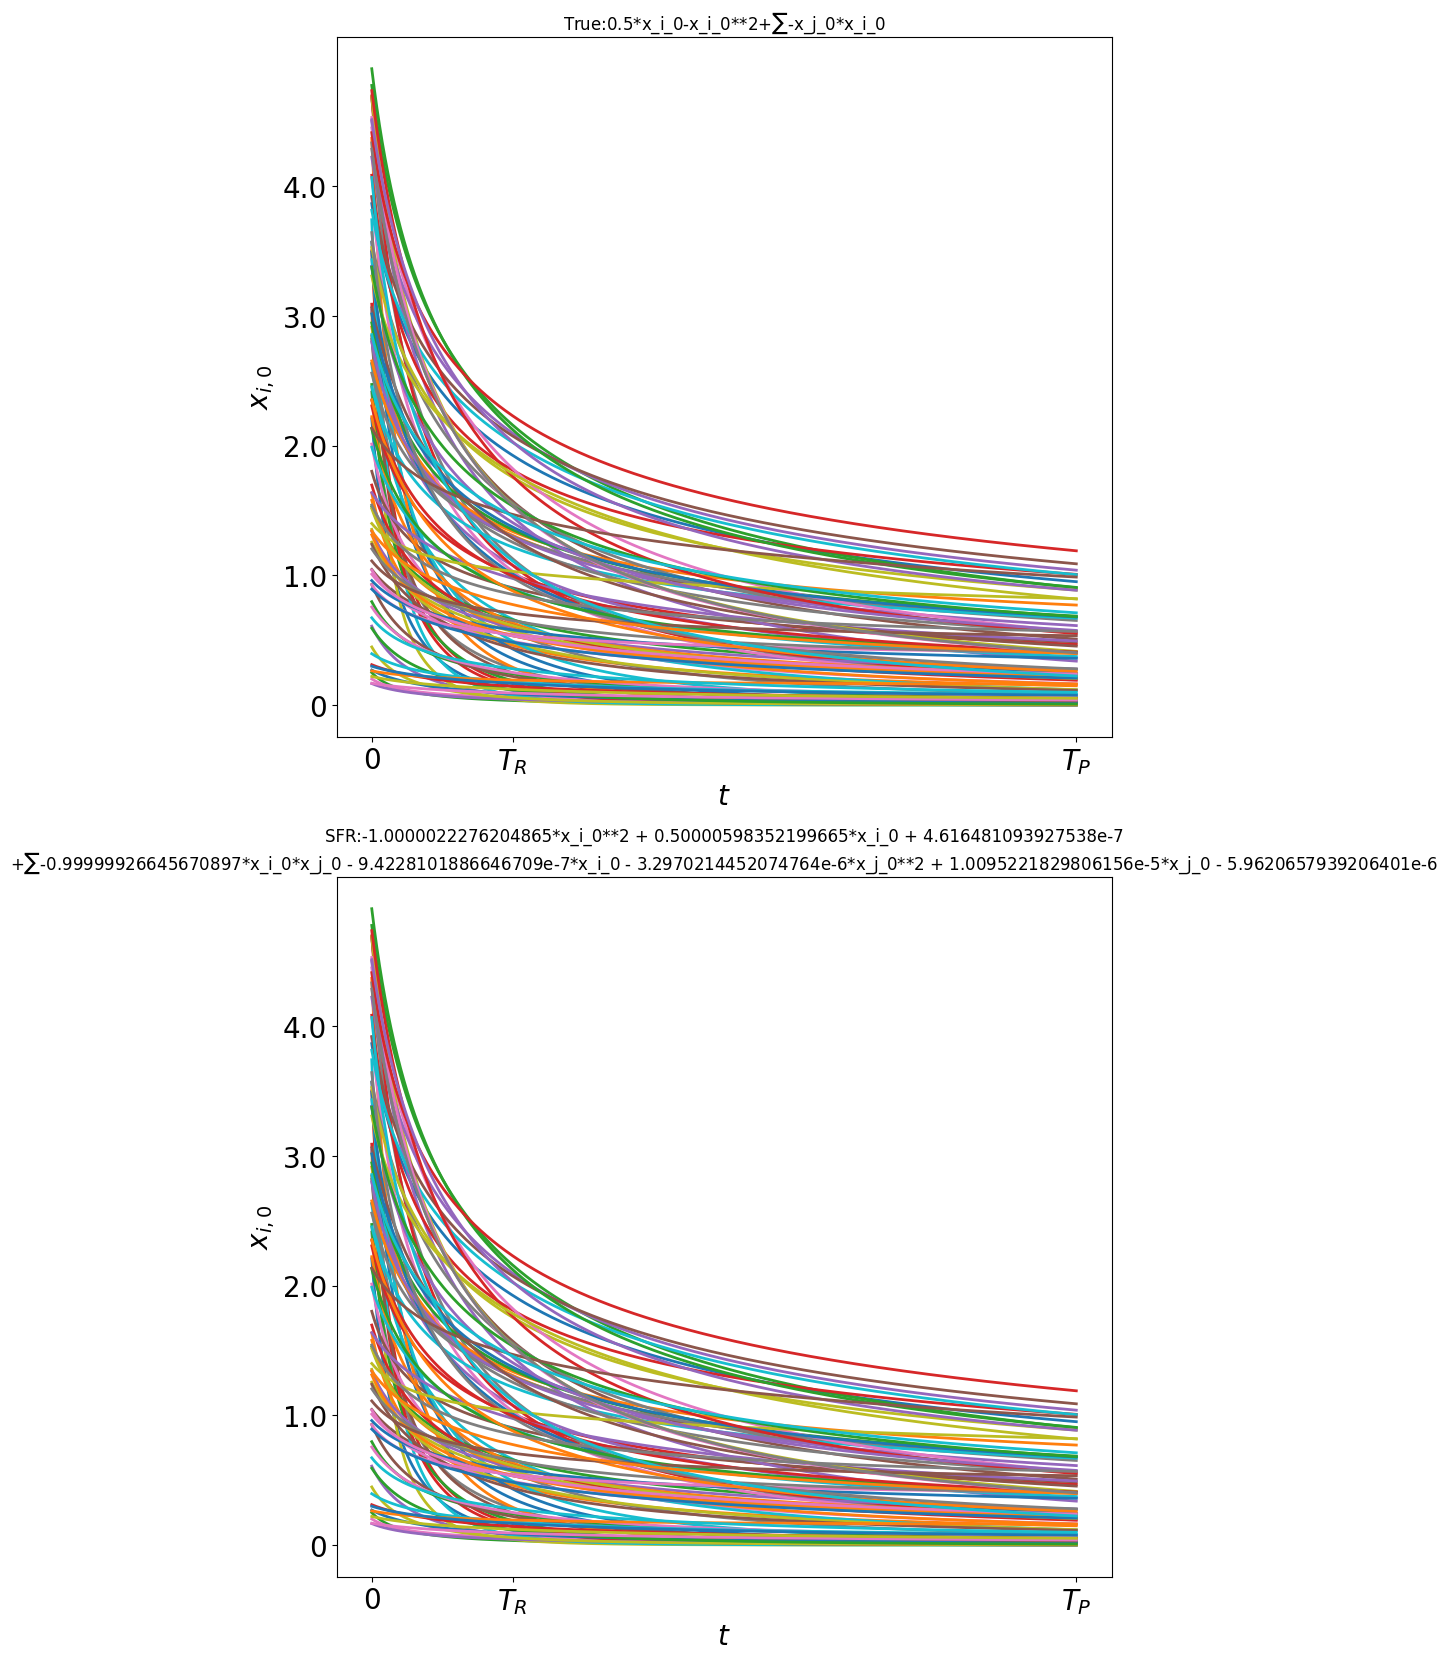 True:0.5*x_i_0-x_i_0**2+∑-x_j_0*x_i_0
4.0
3.0
2.0
1.0
0
x_{i,0}
0
T_R
T_P
t
SFR:-1.0000022276204865*x_i_0**2 + 0.50000598352199665*x_i_0 + 4.616481093927538e-7
+∑-0.99999926645670897*x_i_0*x_j_0 - 9.4228101886646709e-7*x_i_0 - 3.29702144520747​64e-6*x_j_0**2 + 1.0095221829806156e-5*x_j_0 - 5.9620657939206401e-6
4.0
3.0
2.0
1.0
0
x_{i,0}
0
T_R
T_P
t